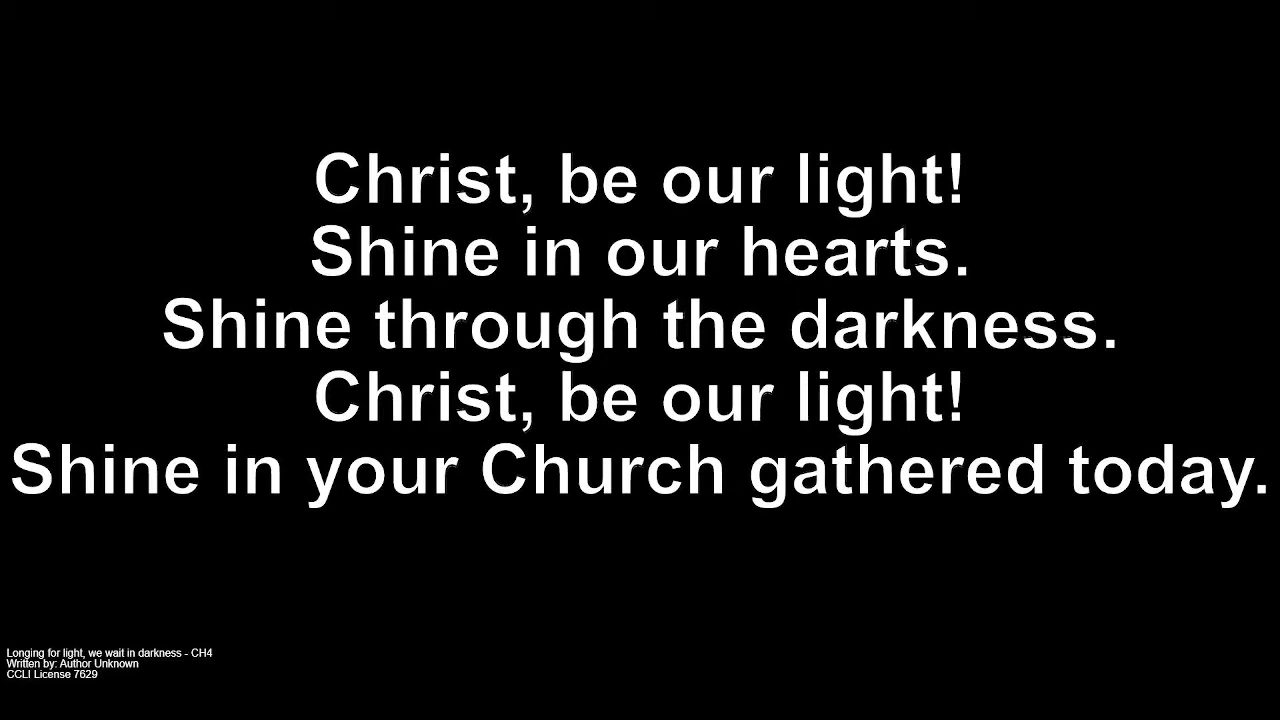 Christ, be our light!
Shine in our hearts.
Shine through the darkness.
Christ, be our light!
Shine in your Church gathered today.
Longing for light, we wait in darkness - CH4
Written by: Author Unknown
CCLI License 7629